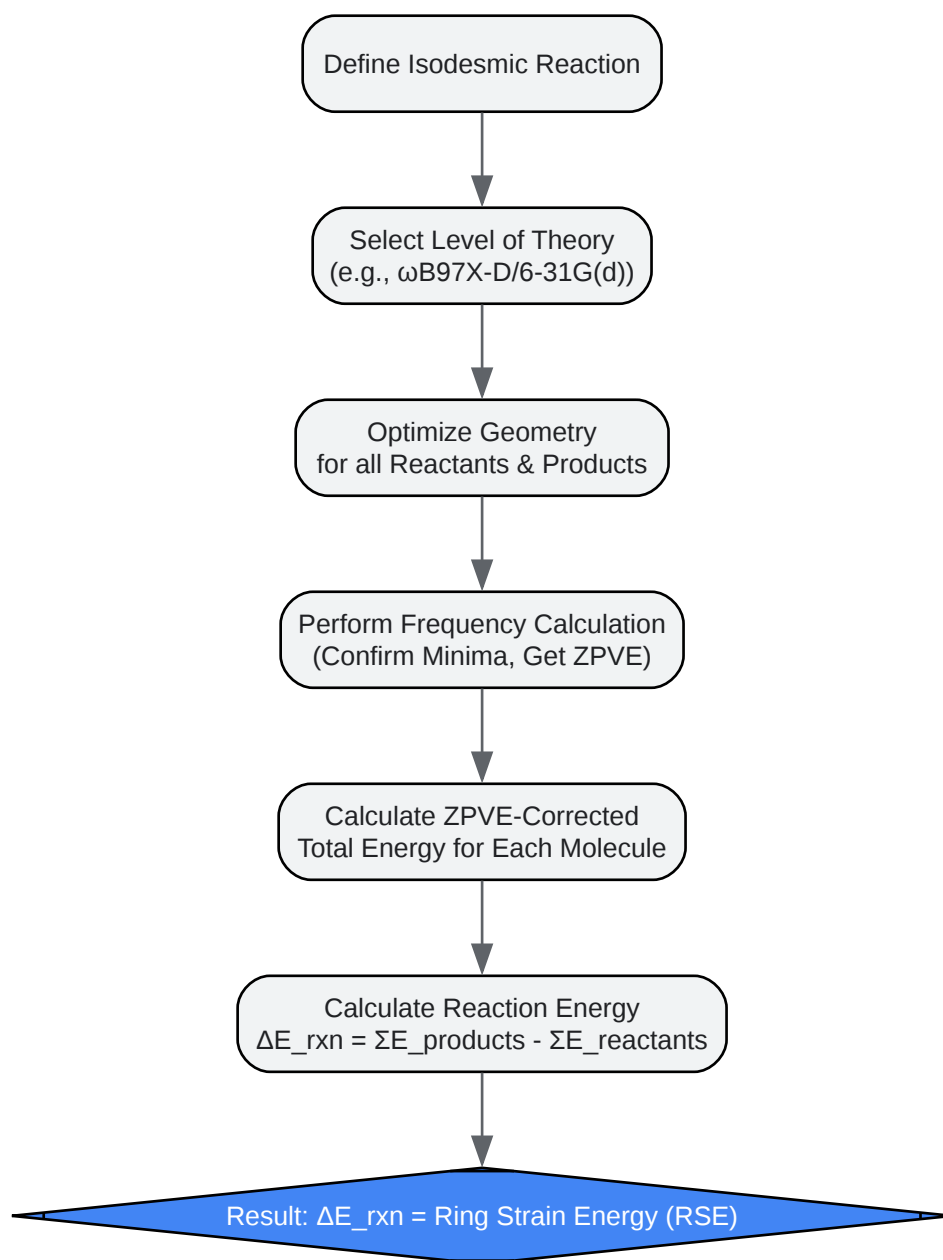 Define Isodesmic Reaction
Select Level of Theory
(e.g., ωB97X-D/6-31G(d))
Optimize Geometry
for all Reactants & Products
Perform Frequency Calculation
(Confirm Minima, Get ZPVE)
Calculate ZPVE-Corrected
Total Energy for Each Molecule
Calculate Reaction Energy
ΔE_rxn = ΣE_products - ΣE_reactants
Result: ΔE_rxn = Ring Strain Energy (RSE)